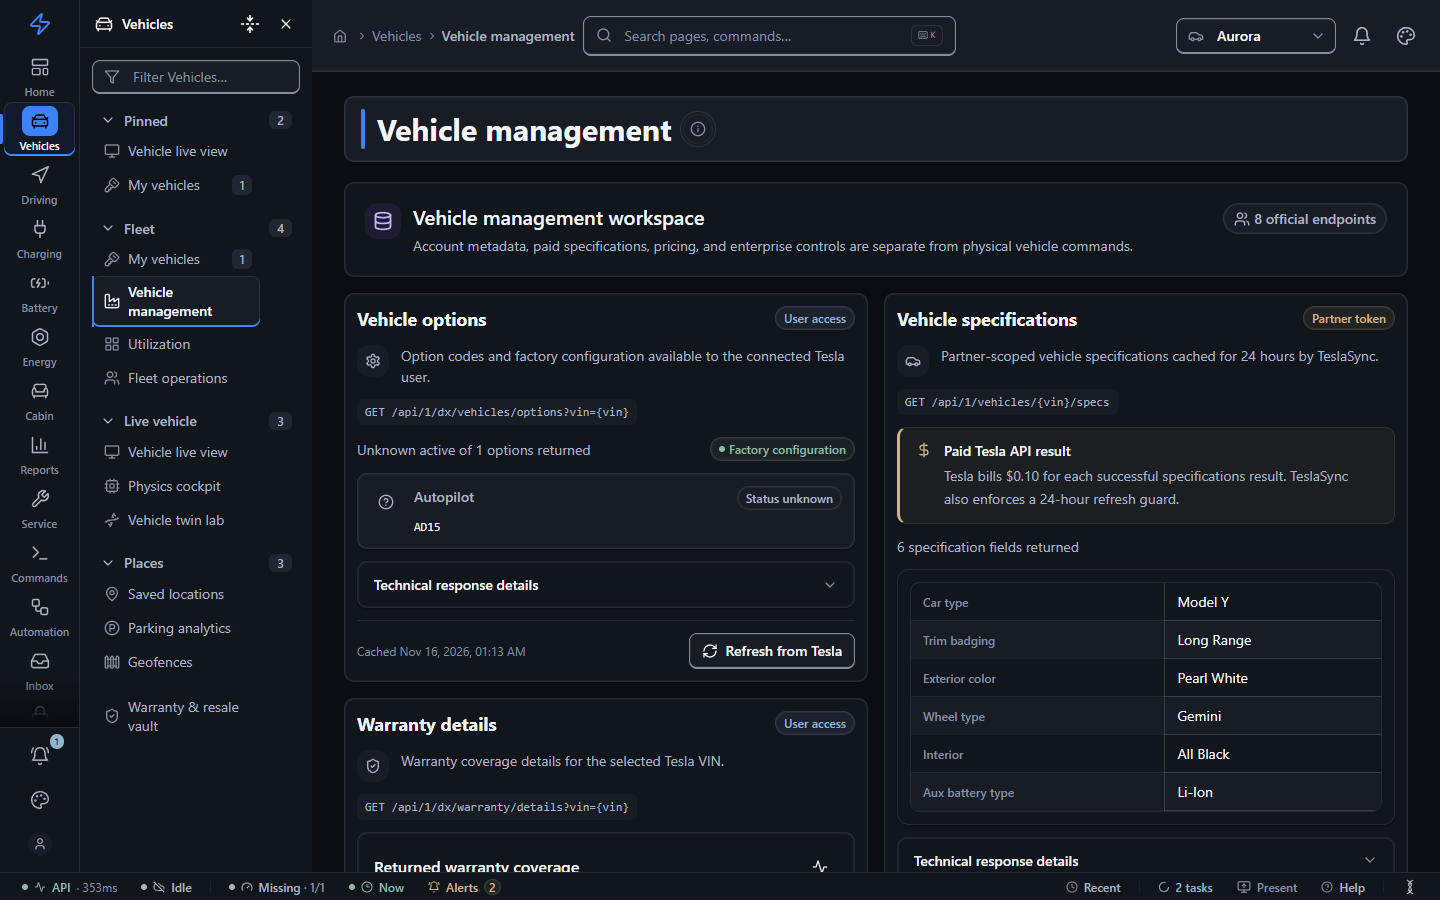 Home
Vehicles
Driving
Charging
Battery
Energy
Cabin
Reports
Service
Commands
Automation
Inbox
1
Vehicles
Filter Vehicles...
Pinned 2
Vehicle live view
My vehicles 1
Fleet 4
My vehicles 1
Vehicle
management
Utilization
Fleet operations
Live vehicle 3
Vehicle live view
Physics cockpit
Vehicle twin lab
Places 3
Saved locations
Parking analytics
Geofences
Warranty & resale
vault
Vehicles Vehicle management
Search pages, commands... K
Aurora
Vehicle management
Vehicle management workspace
Account metadata, paid specifications, pricing, and enterprise controls are separate from physical vehicle commands.
8 official endpoints
Vehicle options
User access
Option codes and factory configuration available to the connected Tesla
user.
GET /api/1/dx/vehicles/options?vin={vin}
Unknown active of 1 options returned
Factory configuration
Autopilot
Status unknown
AD15
Technical response details
Cached Nov 16, 2026, 01:13 AM
Refresh from Tesla
Warranty details
User access
Warranty coverage details for the selected Tesla VIN.
GET /api/1/dx/warranty/details?vin={vin}
Returned warranty coverage
Vehicle specifications
Partner token
Partner-scoped vehicle specifications cached for 24 hours by TeslaSync.
GET /api/1/vehicles/{vin}/specs
Paid Tesla API result
Tesla bills $0.10 for each successful specifications result. TeslaSync
also enforces a 24-hour refresh guard.
6 specification fields returned
Car type Model Y
Trim badging Long Range
Exterior color Pearl White
Wheel type Gemini
Interior All Black
Aux battery type Li-Ion
Technical response details
API · 353ms
Idle
Missing · 1/1
Now
Alerts 2
Recent
2 tasks
Present
Help